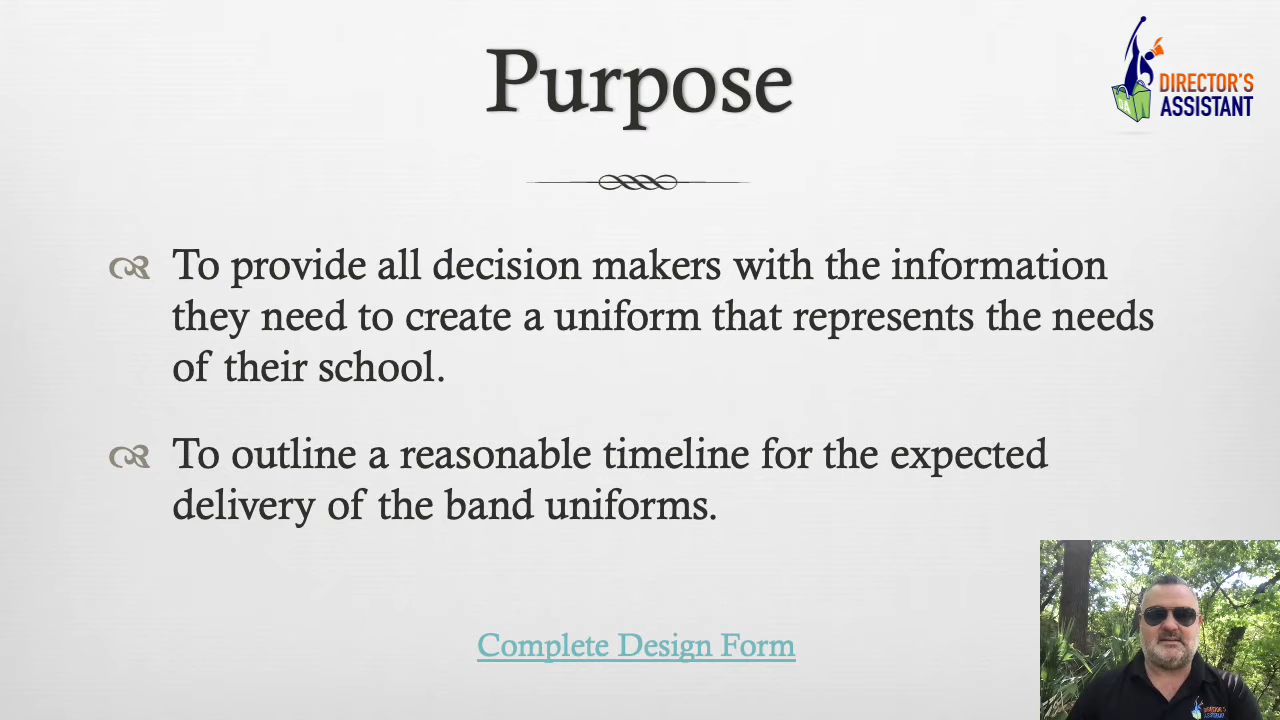 Purpose
DIRECTOR'S
ASSISTANT
To provide all decision makers with the information
they need to create a uniform that represents the needs
of their school.
To outline a reasonable timeline for the expected
delivery of the band uniforms.
Complete Design Form
DIRECTOR'S
ASSISTANT